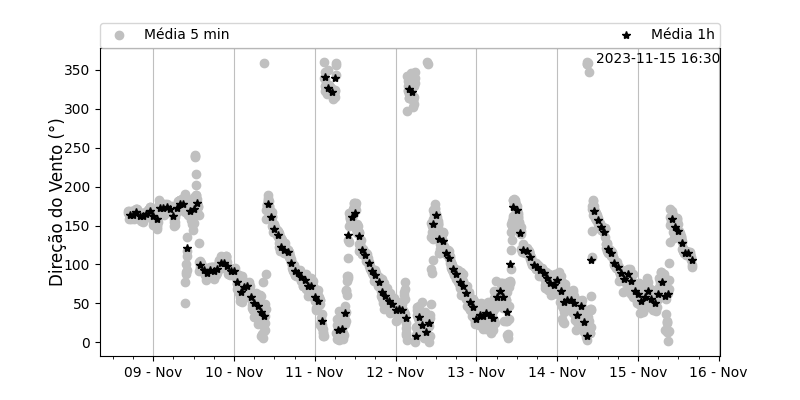 Média 5 min
Média 1h
2023-11-15 16:30
Direção do Vento (°)
350
300
250
200
150
100
50
0
09 - Nov
10 - Nov
11 - Nov
12 - Nov
13 - Nov
14 - Nov
15 - Nov
16 - Nov